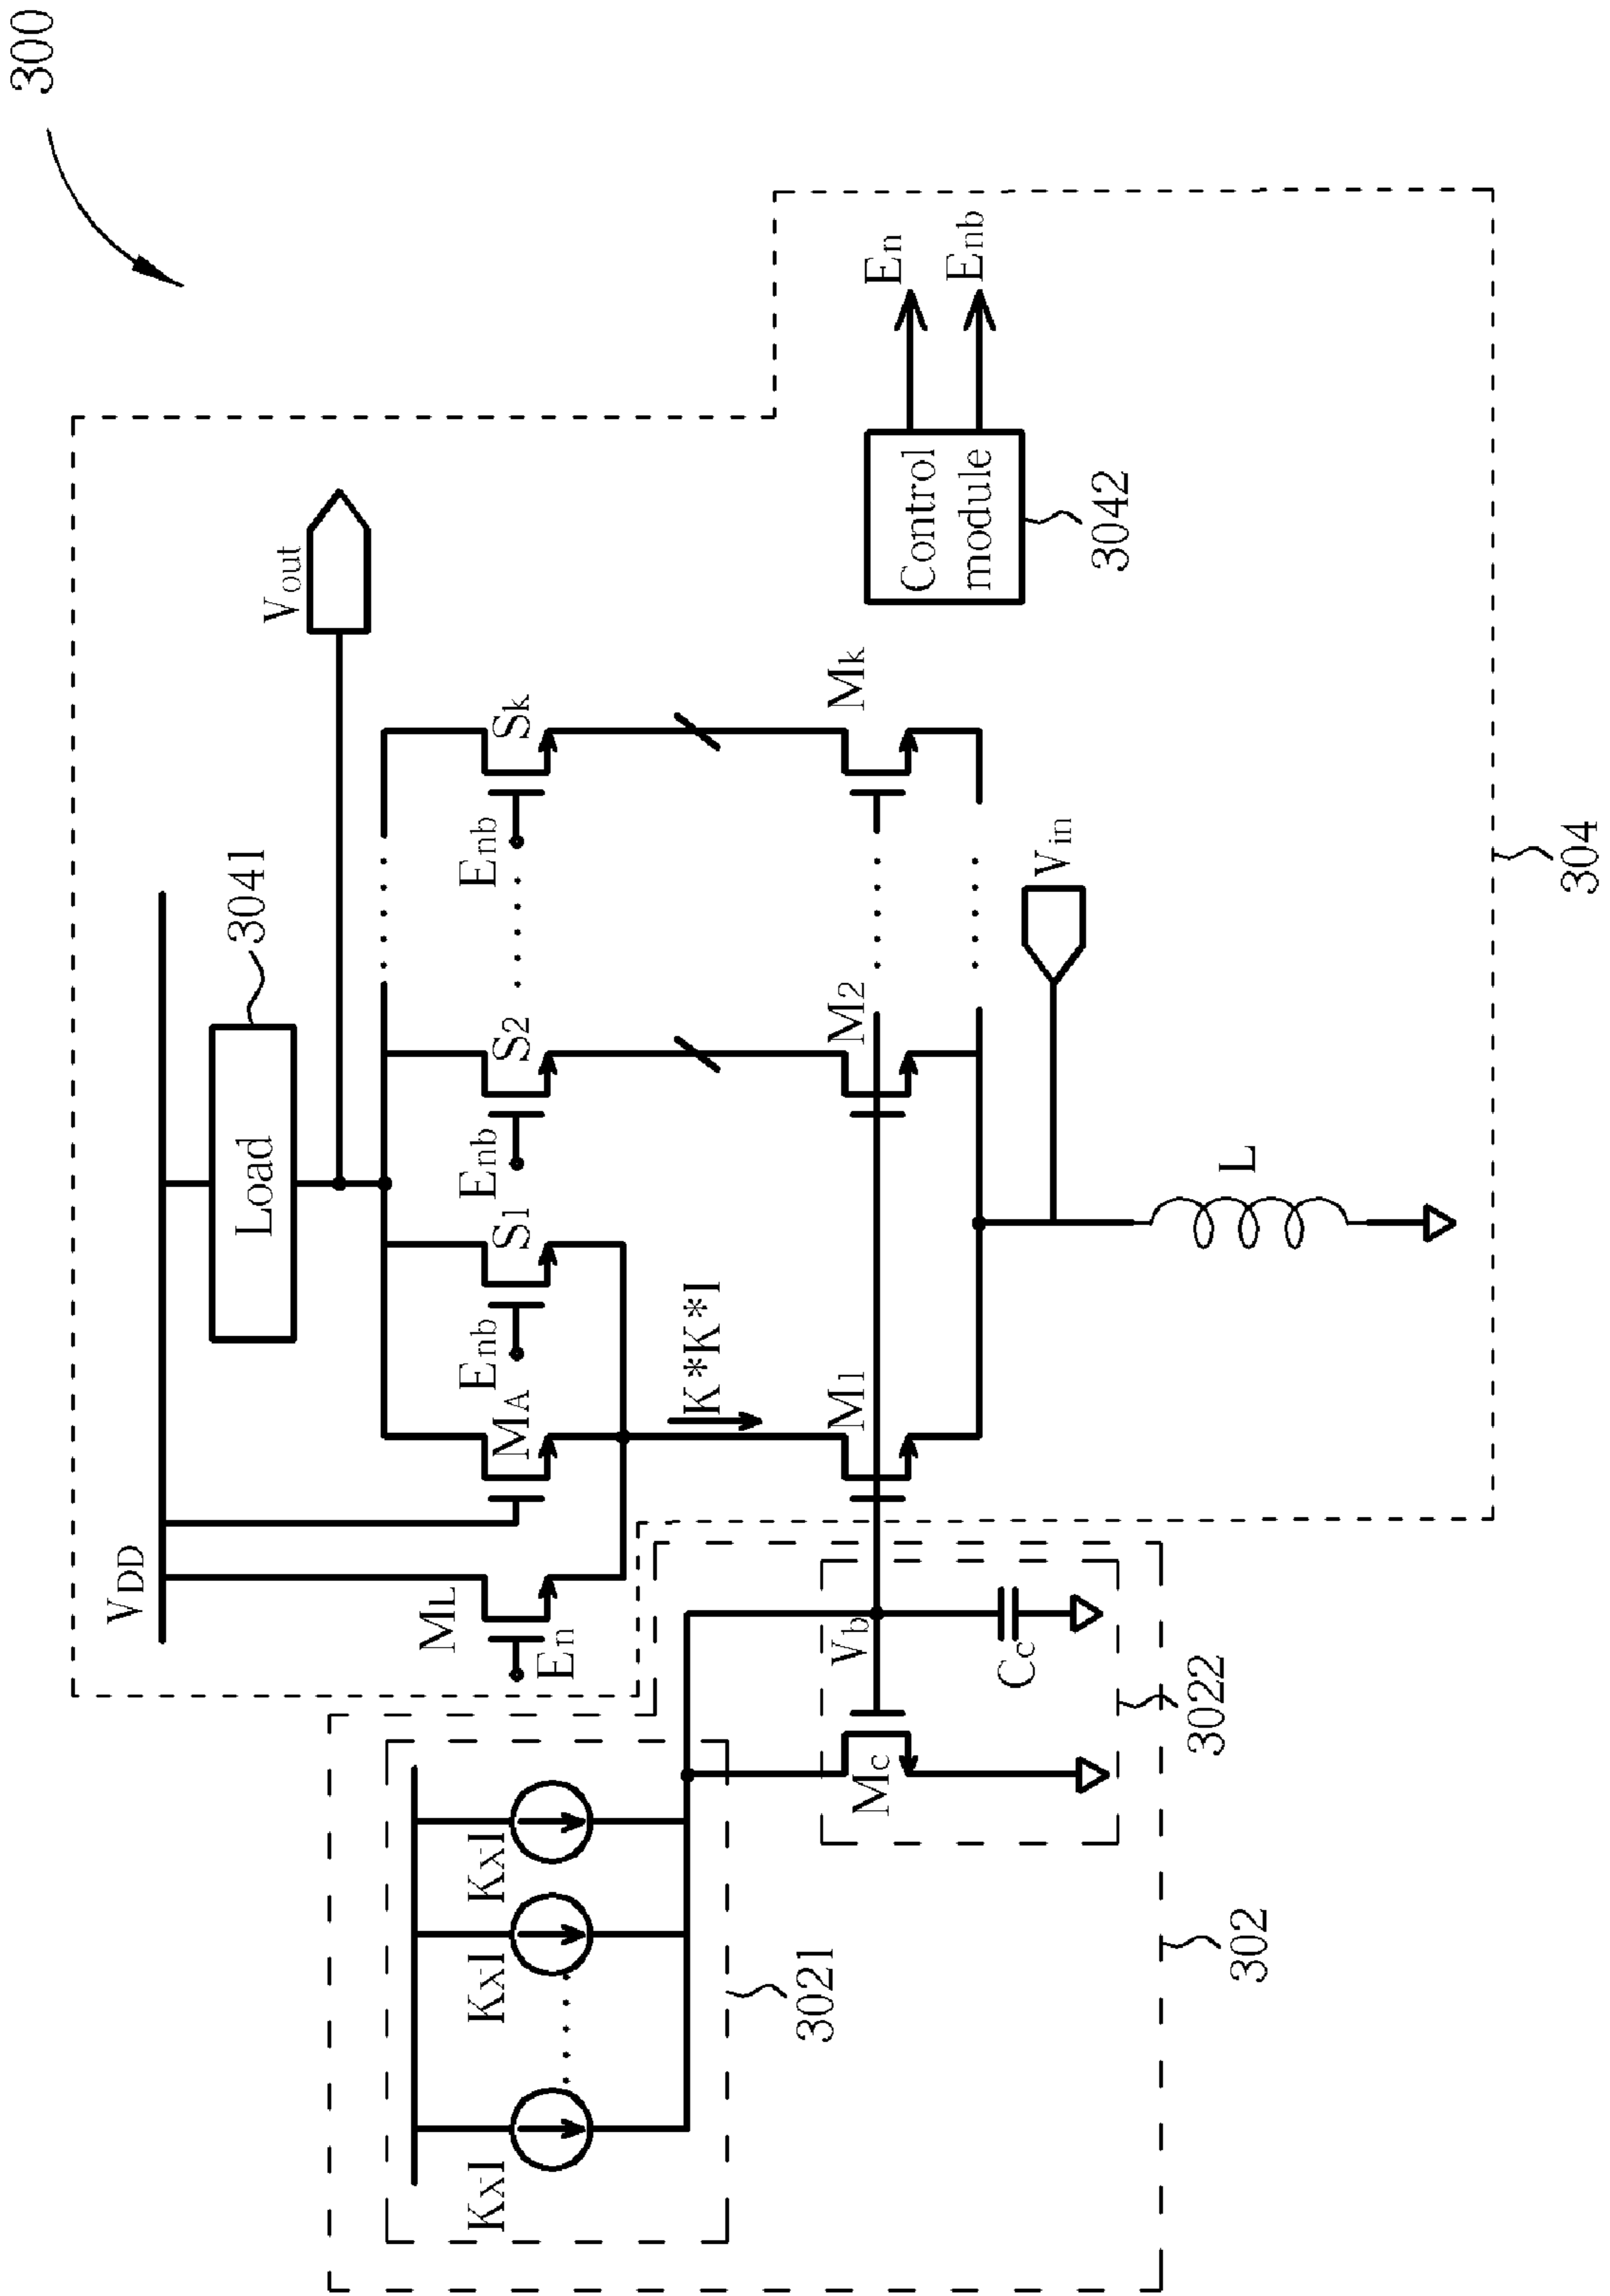 300
VDD
Load
3041
Vout
ML
En
MA
Enb
S1
Enb
S2
Enb
Sk
K*K*I
M1
M2
Mk
Control
module
3042
En
Enb
Vin
L
304
KxI
KxI
KxI
3021
Vb
Mc
Cc
3022
302